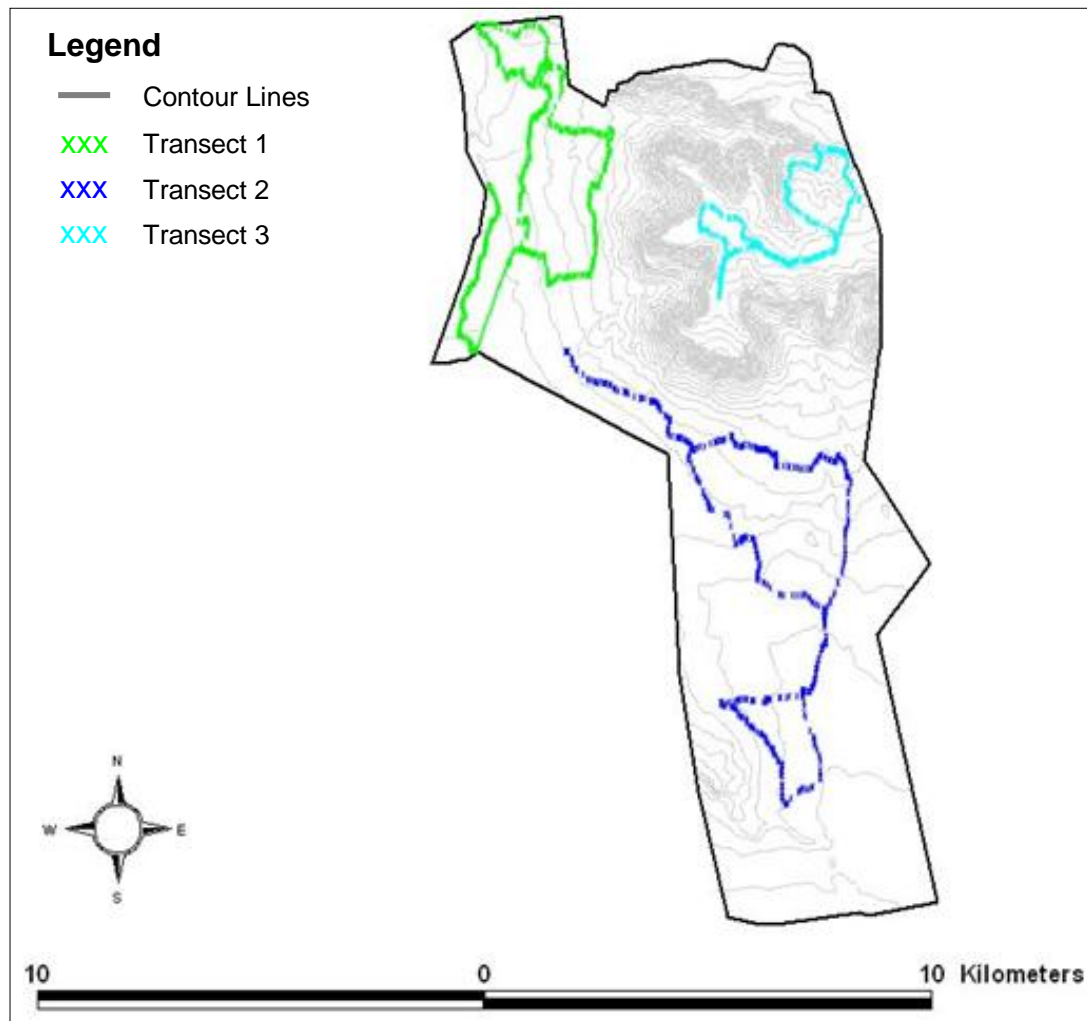 Legend
Contour Lines
xxx Transect 1
xxx Transect 2
xxx Transect 3
N
W E
S
10 0 10 Kilometers